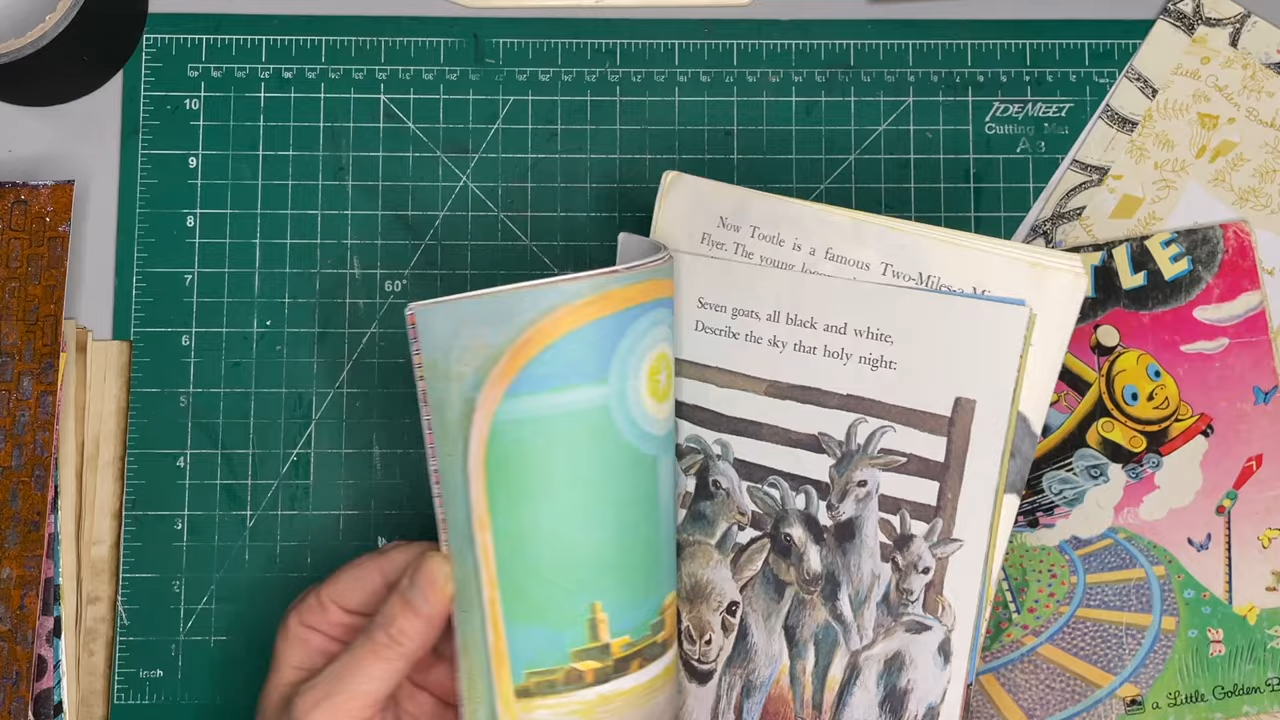 IDEMEET
Cutting Mat
A3
Little Golden Books
Now Tootle is a famous Two-Miles-a-
Flyer. The young
Seven goats, all black and white,
Describe the sky that holy night:
TLE
a Little Golden B
60°
inch
10
9
8
7
6
5
4
3
2